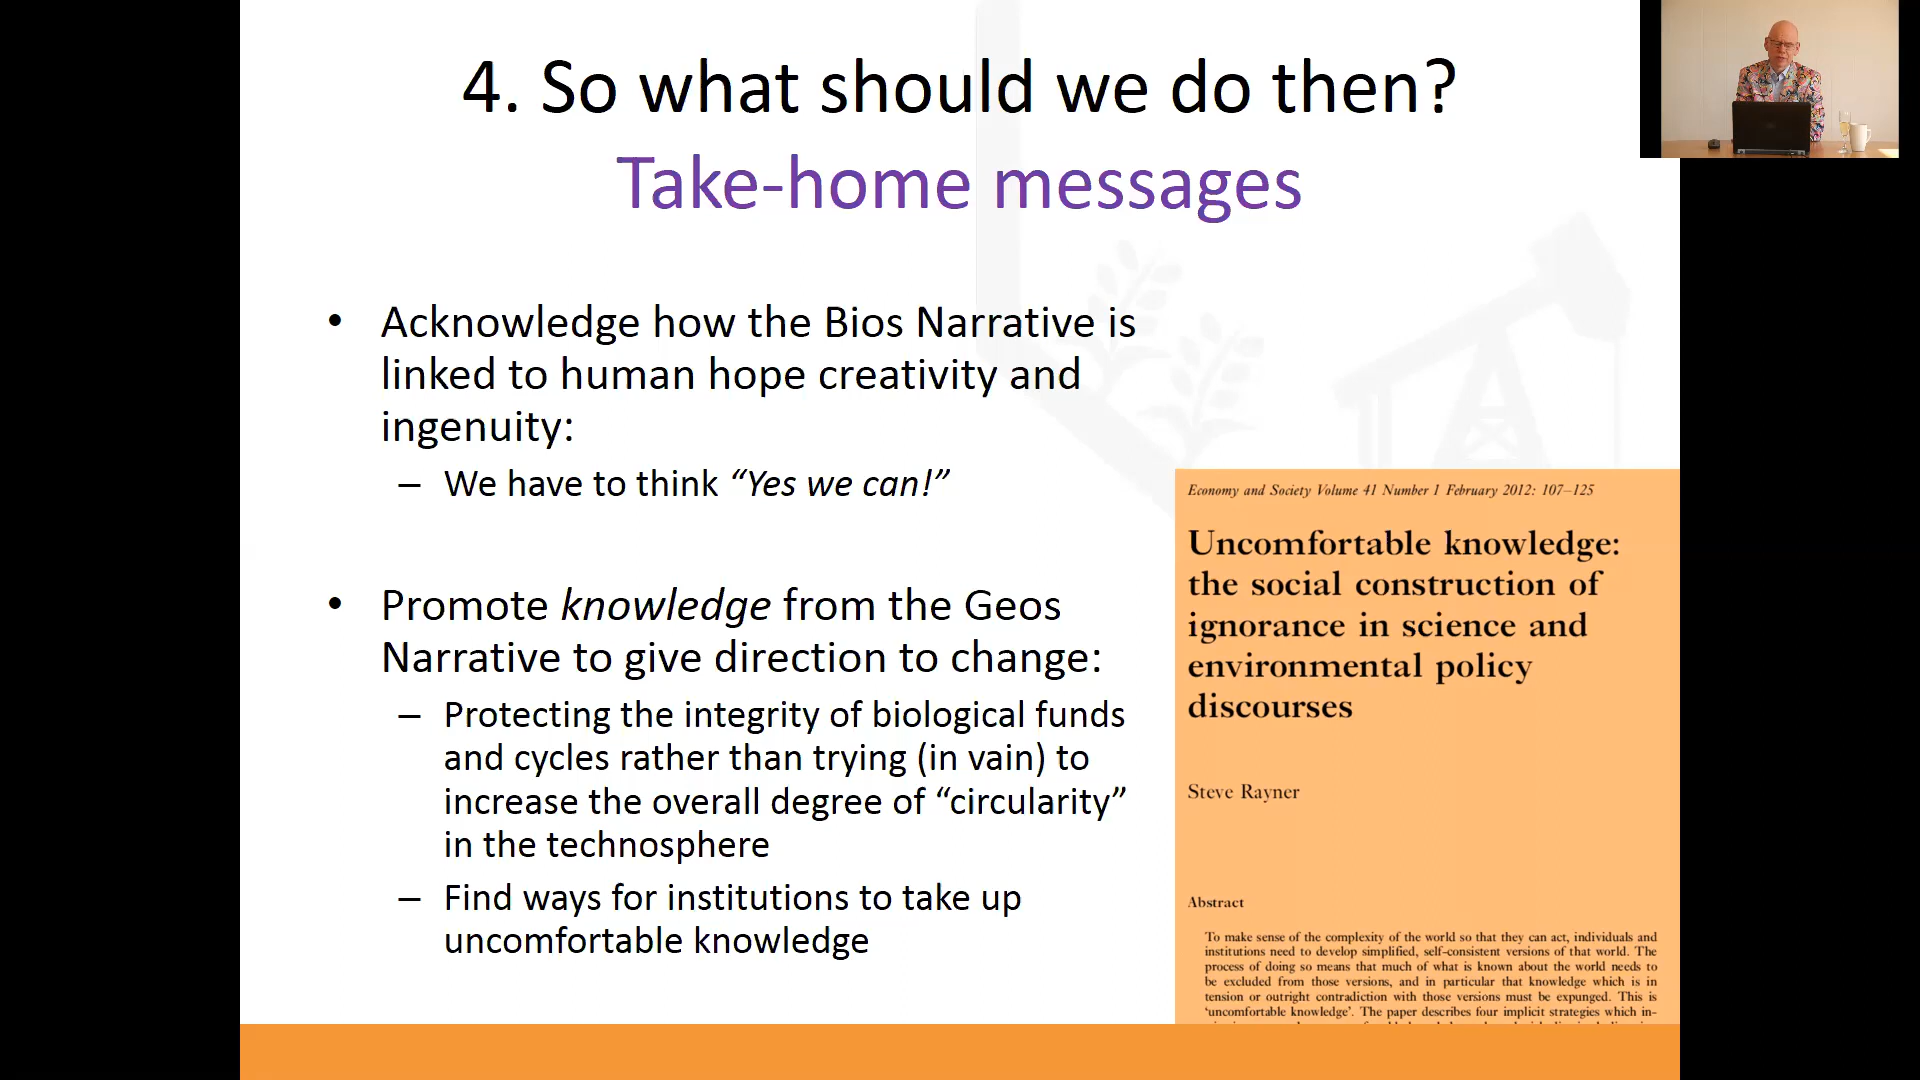 4. So what should we do then?
Take-home messages
• Acknowledge how the Bios Narrative is
linked to human hope creativity and
ingenuity:
– We have to think “Yes we can!”
• Promote knowledge from the Geos
Narrative to give direction to change:
– Protecting the integrity of biological funds
and cycles rather than trying (in vain) to
increase the overall degree of “circularity”
in the technosphere
– Find ways for institutions to take up
uncomfortable knowledge
Economy and Society Volume 41 Number 1 February 2012: 107–125
Uncomfortable knowledge:
the social construction of
ignorance in science and
environmental policy
discourses
Steve Rayner
Abstract
To make sense of the complexity of the world so that they can act, individuals and
institutions need to develop simplified, self-consistent versions of that world. The
process of doing so means that much of what is known about the world needs to
be excluded from those versions, and in particular that knowledge which is in
tension or outright contradiction with those versions must be expunged. This is
‘uncomfortable knowledge’. The paper describes four implicit strategies which in-